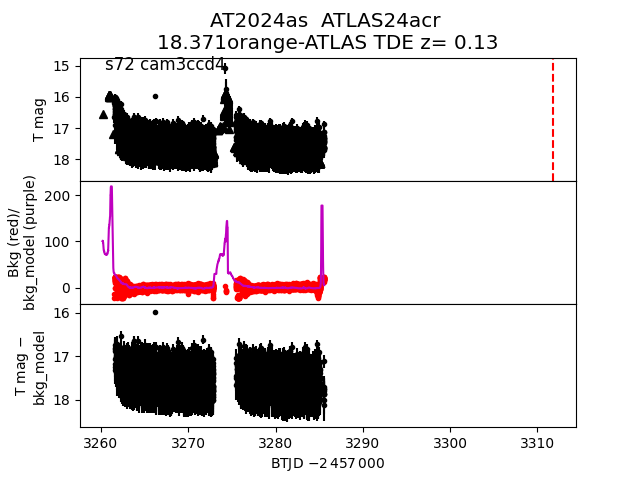 AT2024as  ATLAS24acr
18.371orange-ATLAS TDE z= 0.13
s72 cam3ccd4
T mag
15
16
17
18
Bkg (red)/
bkg_model (purple)
200
100
0
T mag −
bkg_model
16
17
18
3260 3270 3280 3290 3300 3310
BTJD −2 457 000